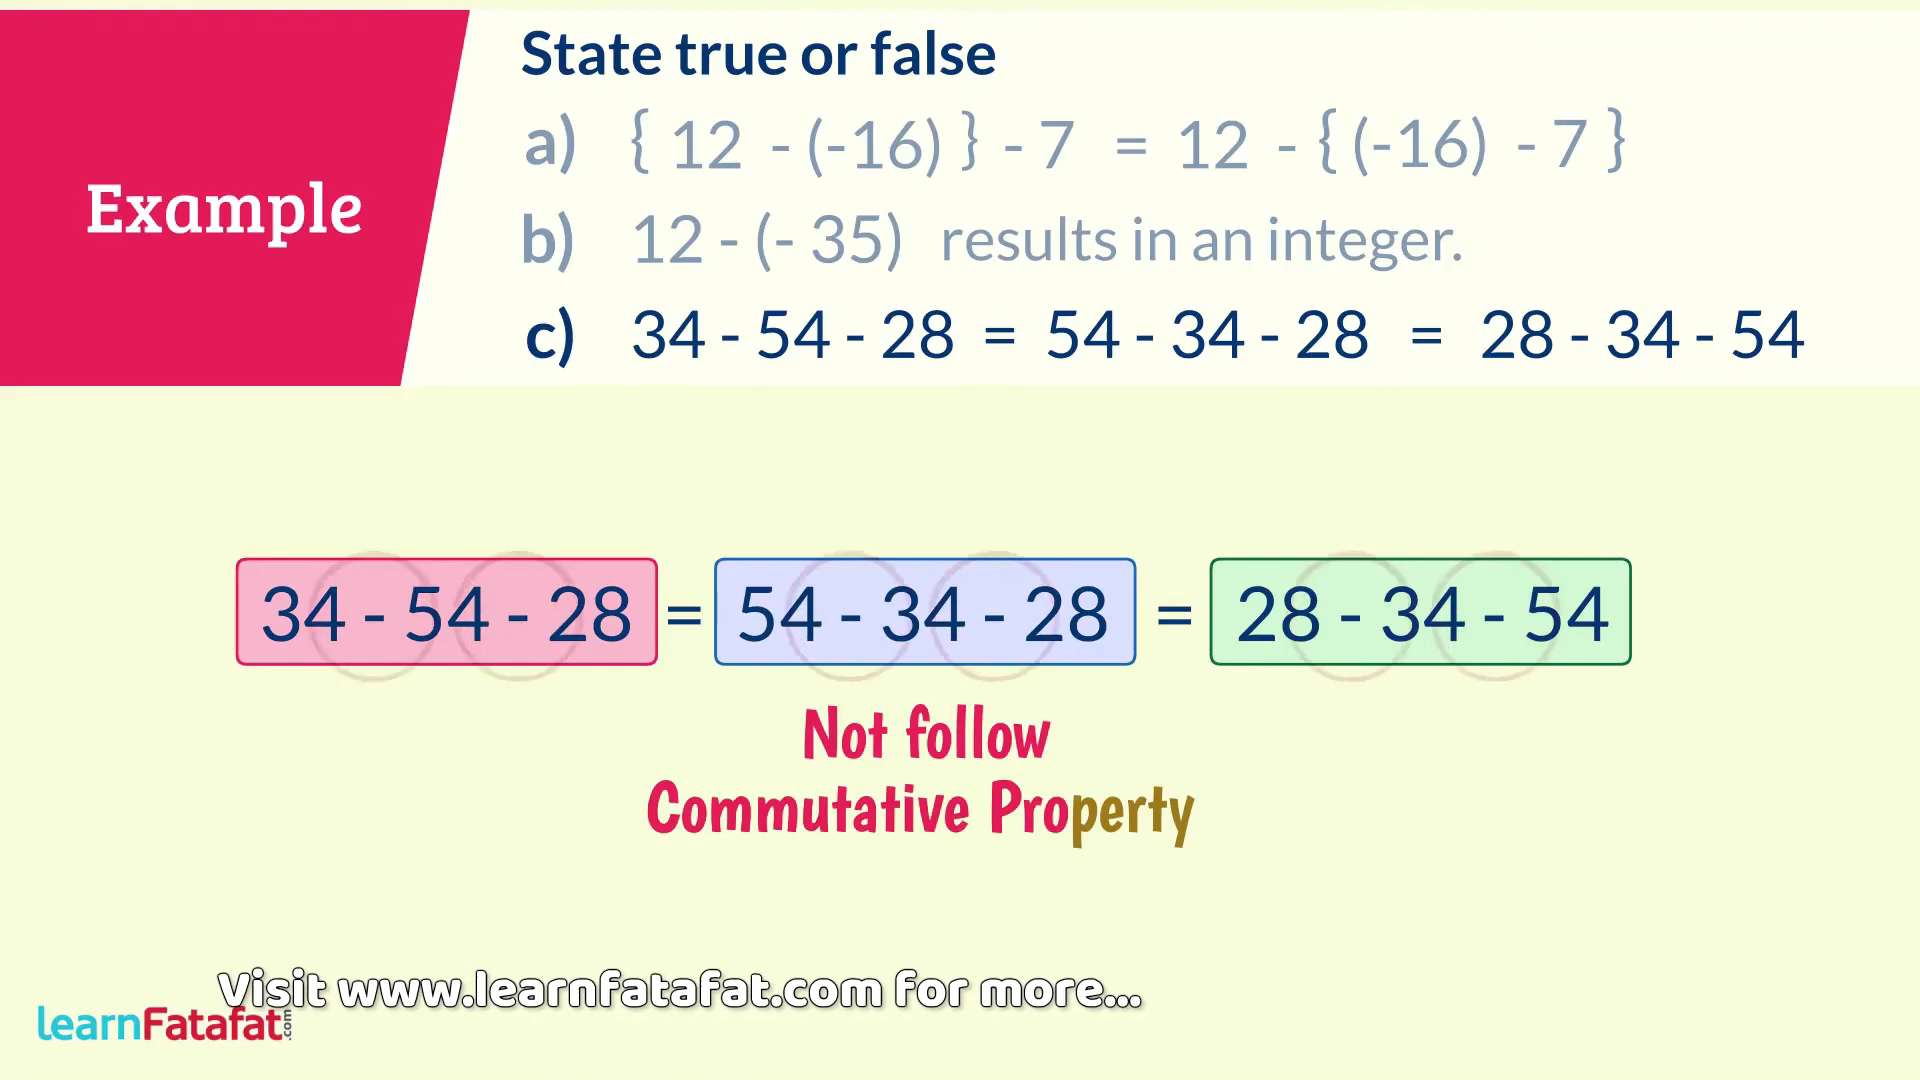 Example
State true or false
a) { 12 - (-16) } - 7 = 12 - { (-16) - 7 }
b) 12 - (- 35) results in an integer.
c) 34 - 54 - 28 = 54 - 34 - 28 = 28 - 34 - 54
34 - 54 - 28 = 54 - 34 - 28 = 28 - 34 - 54
Not follow
Commutative Property
Visit www.learnfatafat.com for more...
learnFatafat.com